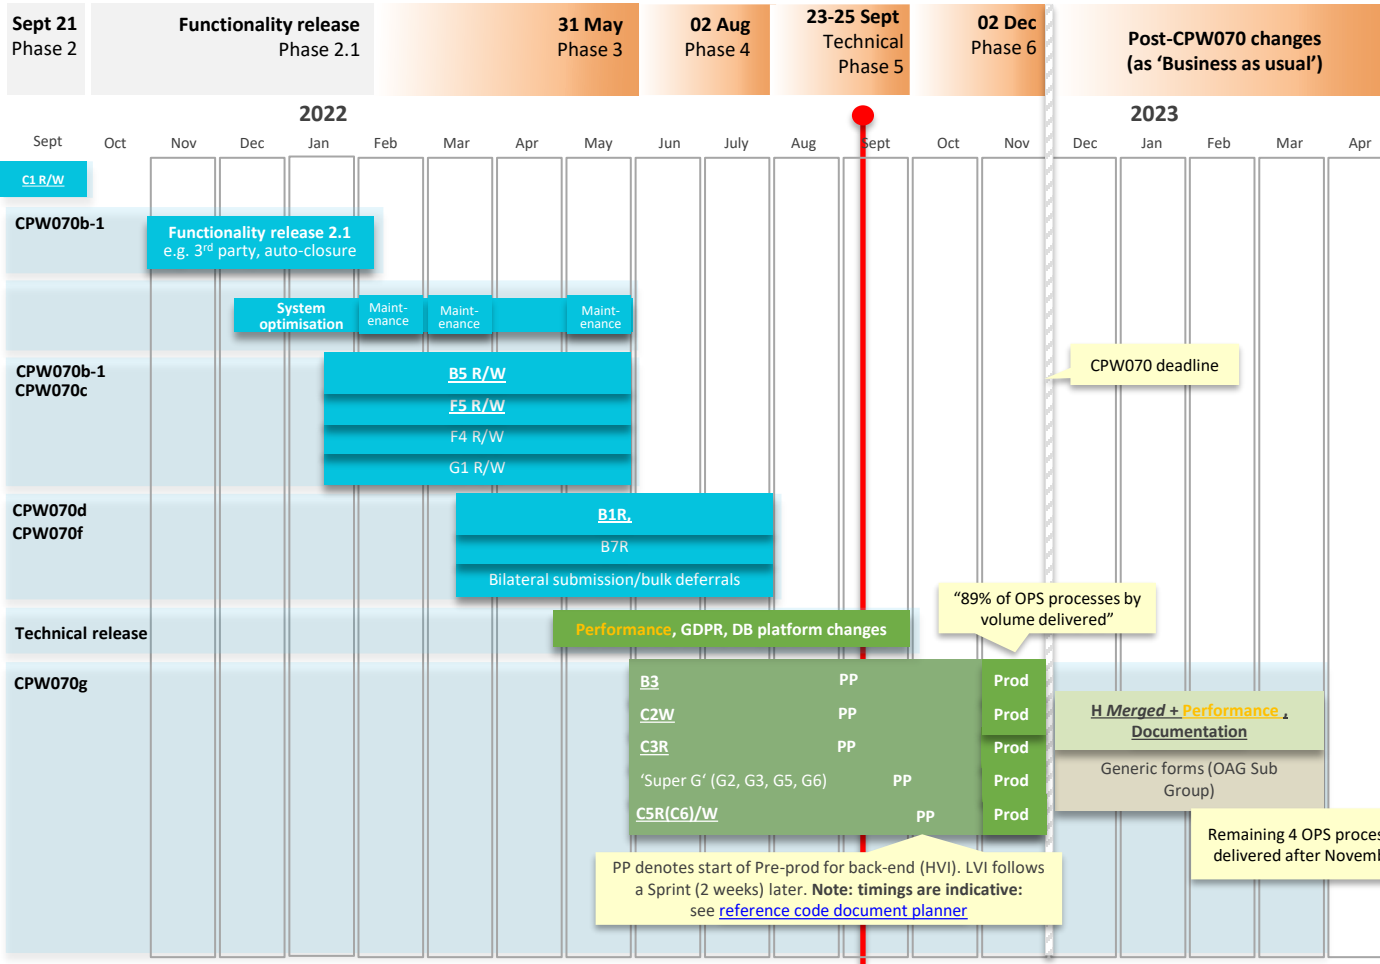 Sept 21
Phase 2
Functionality release
Phase 2.1
31 May
Phase 3
02 Aug
Phase 4
23-25 Sept
Technical
Phase 5
02 Dec
Phase 6
Post-CPW070 changes
(as ‘Business as usual’)
2022
2023
Sept
Oct
Nov
Dec
Jan
Feb
Mar
Apr
May
Jun
July
Aug
Sept
Oct
Nov
Dec
Jan
Feb
Mar
Apr
C1 R/W
CPW070b-1
Functionality release 2.1
e.g. 3rd party, auto-closure
System
optimisation
Maint-
enance
Maint-
enance
Maint-
enance
CPW070b-1
CPW070c
B5 R/W
F5 R/W
F4 R/W
G1 R/W
CPW070 deadline
CPW070d
CPW070f
B1R,
B7R
Bilateral submission/bulk deferrals
“89% of OPS processes by
volume delivered”
Technical release
Performance, GDPR, DB platform changes
CPW070g
B3 PP Prod
C2W PP Prod
C3R PP Prod
‘Super G‘ (G2, G3, G5, G6) PP Prod
C5R(C6)/W PP Prod
H Merged + Performance ,
Documentation
Generic forms (OAG Sub
Group)
Remaining 4 OPS
delivered after
PP denotes start of Pre-prod for back-end (HVI). LVI follows
a Sprint (2 weeks) later. Note: timings are indicative:
see reference code document planner